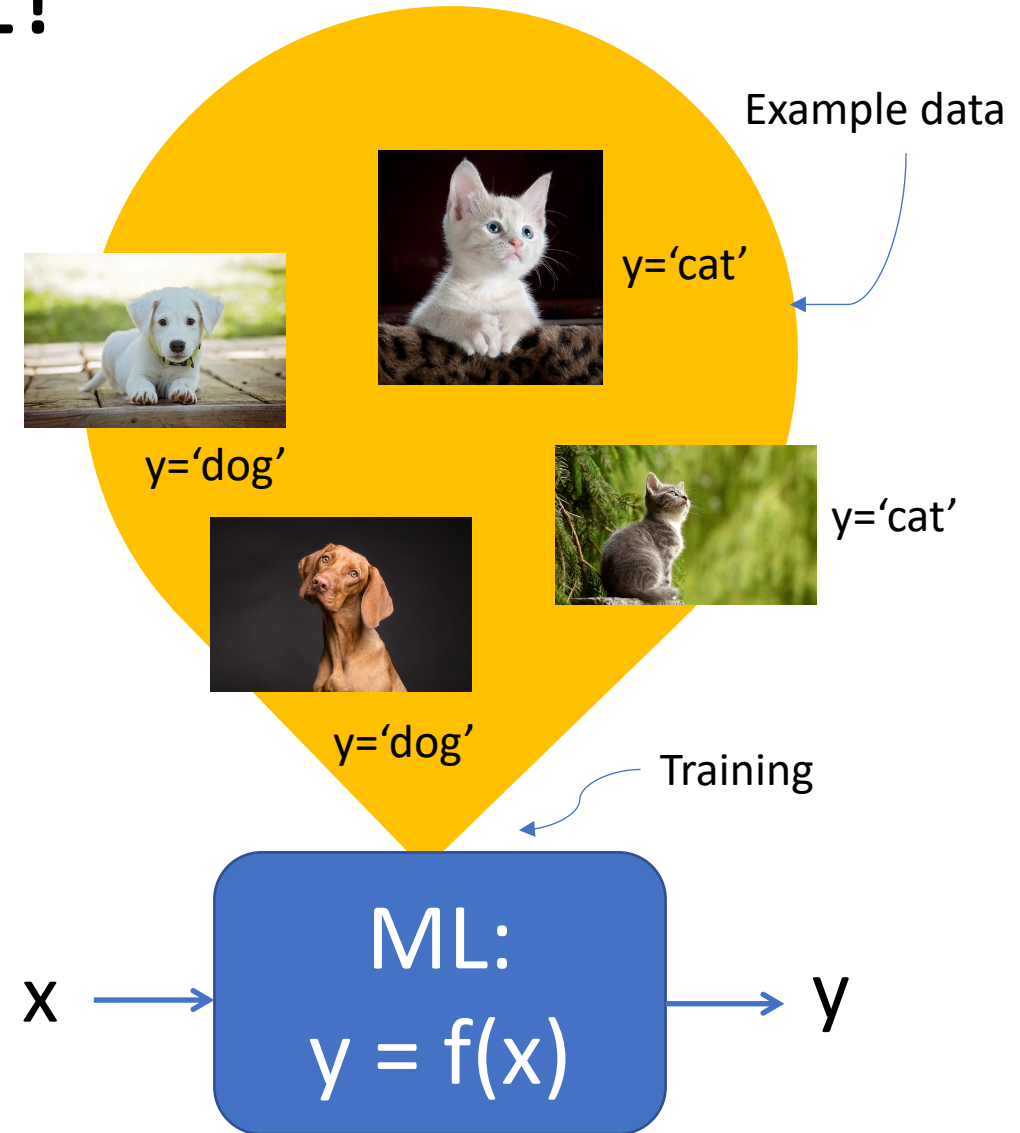 L!
Example data
y=‘cat’
y=‘dog’
y=‘cat’
y=‘dog’
Training
ML:
x
y
y = f(x)